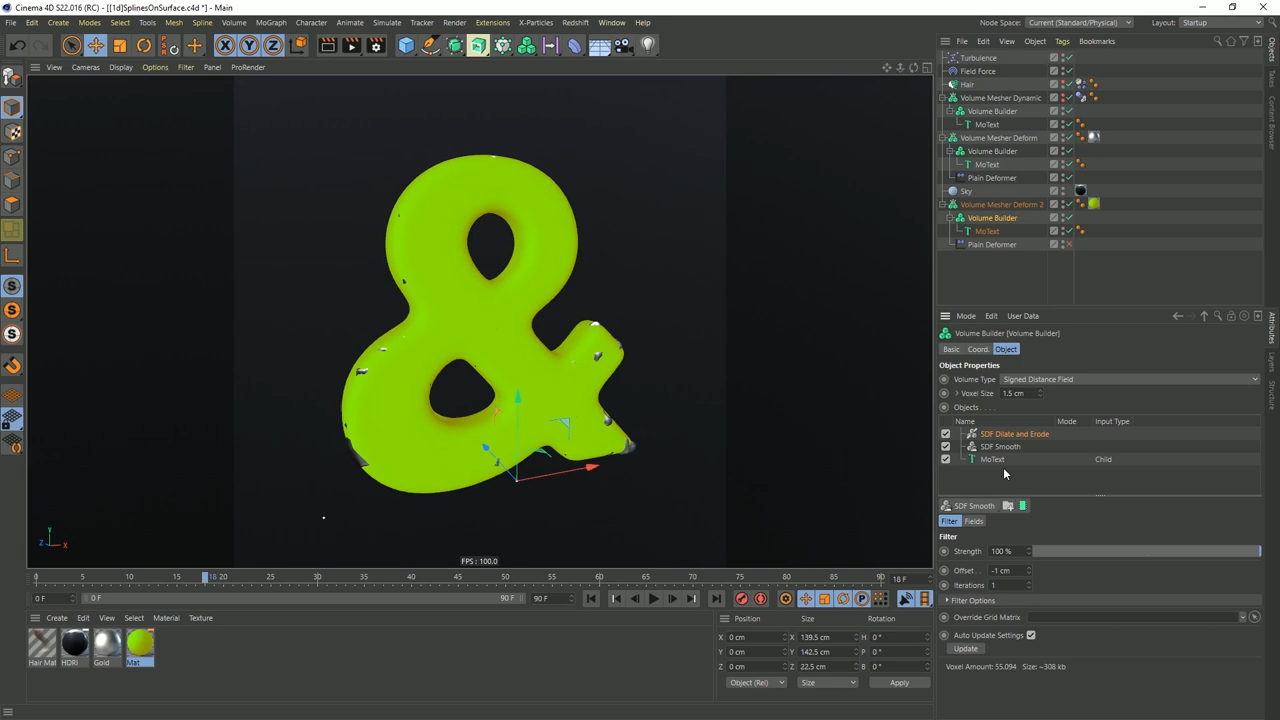 Cinema 4D S22.016 (RC) - [[1d]SplinesOnSurface.c4d *] - Main
File Edit Create Modes Select Tools Mesh Spline Volume MoGraph Character Animate Simulate Tracker Render Extensions X-Particles Redshift Window Help Node Space: Current (Standard/Physical) Layout: Startup
X Y Z
View Cameras Display Options Filter Panel ProRender
File Edit View Object Tags Bookmarks
Turbulence
Field Force
Hair
Volume Mesher Dynamic
Volume Builder
MoText
Volume Mesher Deform
Volume Builder
MoText
Plain Deformer
Sky
Volume Mesher Deform 2
Volume Builder
MoText
Plain Deformer
Objects
Takes
Content Browser
Mode Edit User Data
Volume Builder [Volume Builder]
Basic Coord. Object
Object Properties
Volume Type Signed Distance Field
Voxel Size 1.5 cm
Objects. . . .
Name Mode Input Type
SDF Dilate and Erode
SDF Smooth
MoText Child
SDF Smooth
Filter Fields
Filter
Strength 100 %
Offset . . -1 cm
Iterations 1
Filter Options
Override Grid Matrix
Auto Update Settings
Update
Voxel Amount: 55.094 Size: ~308 kb
Attributes
Layers
Structure
&
Y
Z X
FPS : 100.0
0 5 10 15 18 20 25 30 35 40 45 50 55 60 65 70 75 80 85 90 18 F
0 F 0 F 90 F 90 F
P
Create Edit View Select Material Texture
Hair Mat HDRI Gold Mat
Position Size Rotation
X 0 cm X 139.5 cm H 0 °
Y 0 cm Y 142.5 cm P 0 °
Z 0 cm Z 22.5 cm B 0 °
Object (Rel) Size Apply